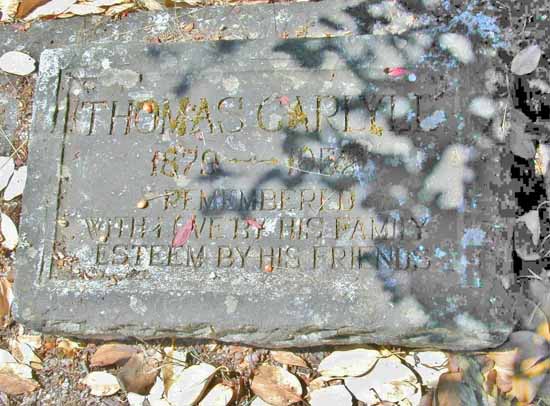 THOMAS CARLYLE
1879 —
REMEMBERED
WITH LOVE BY HIS FAMILY
ESTEEM BY HIS FRIENDS